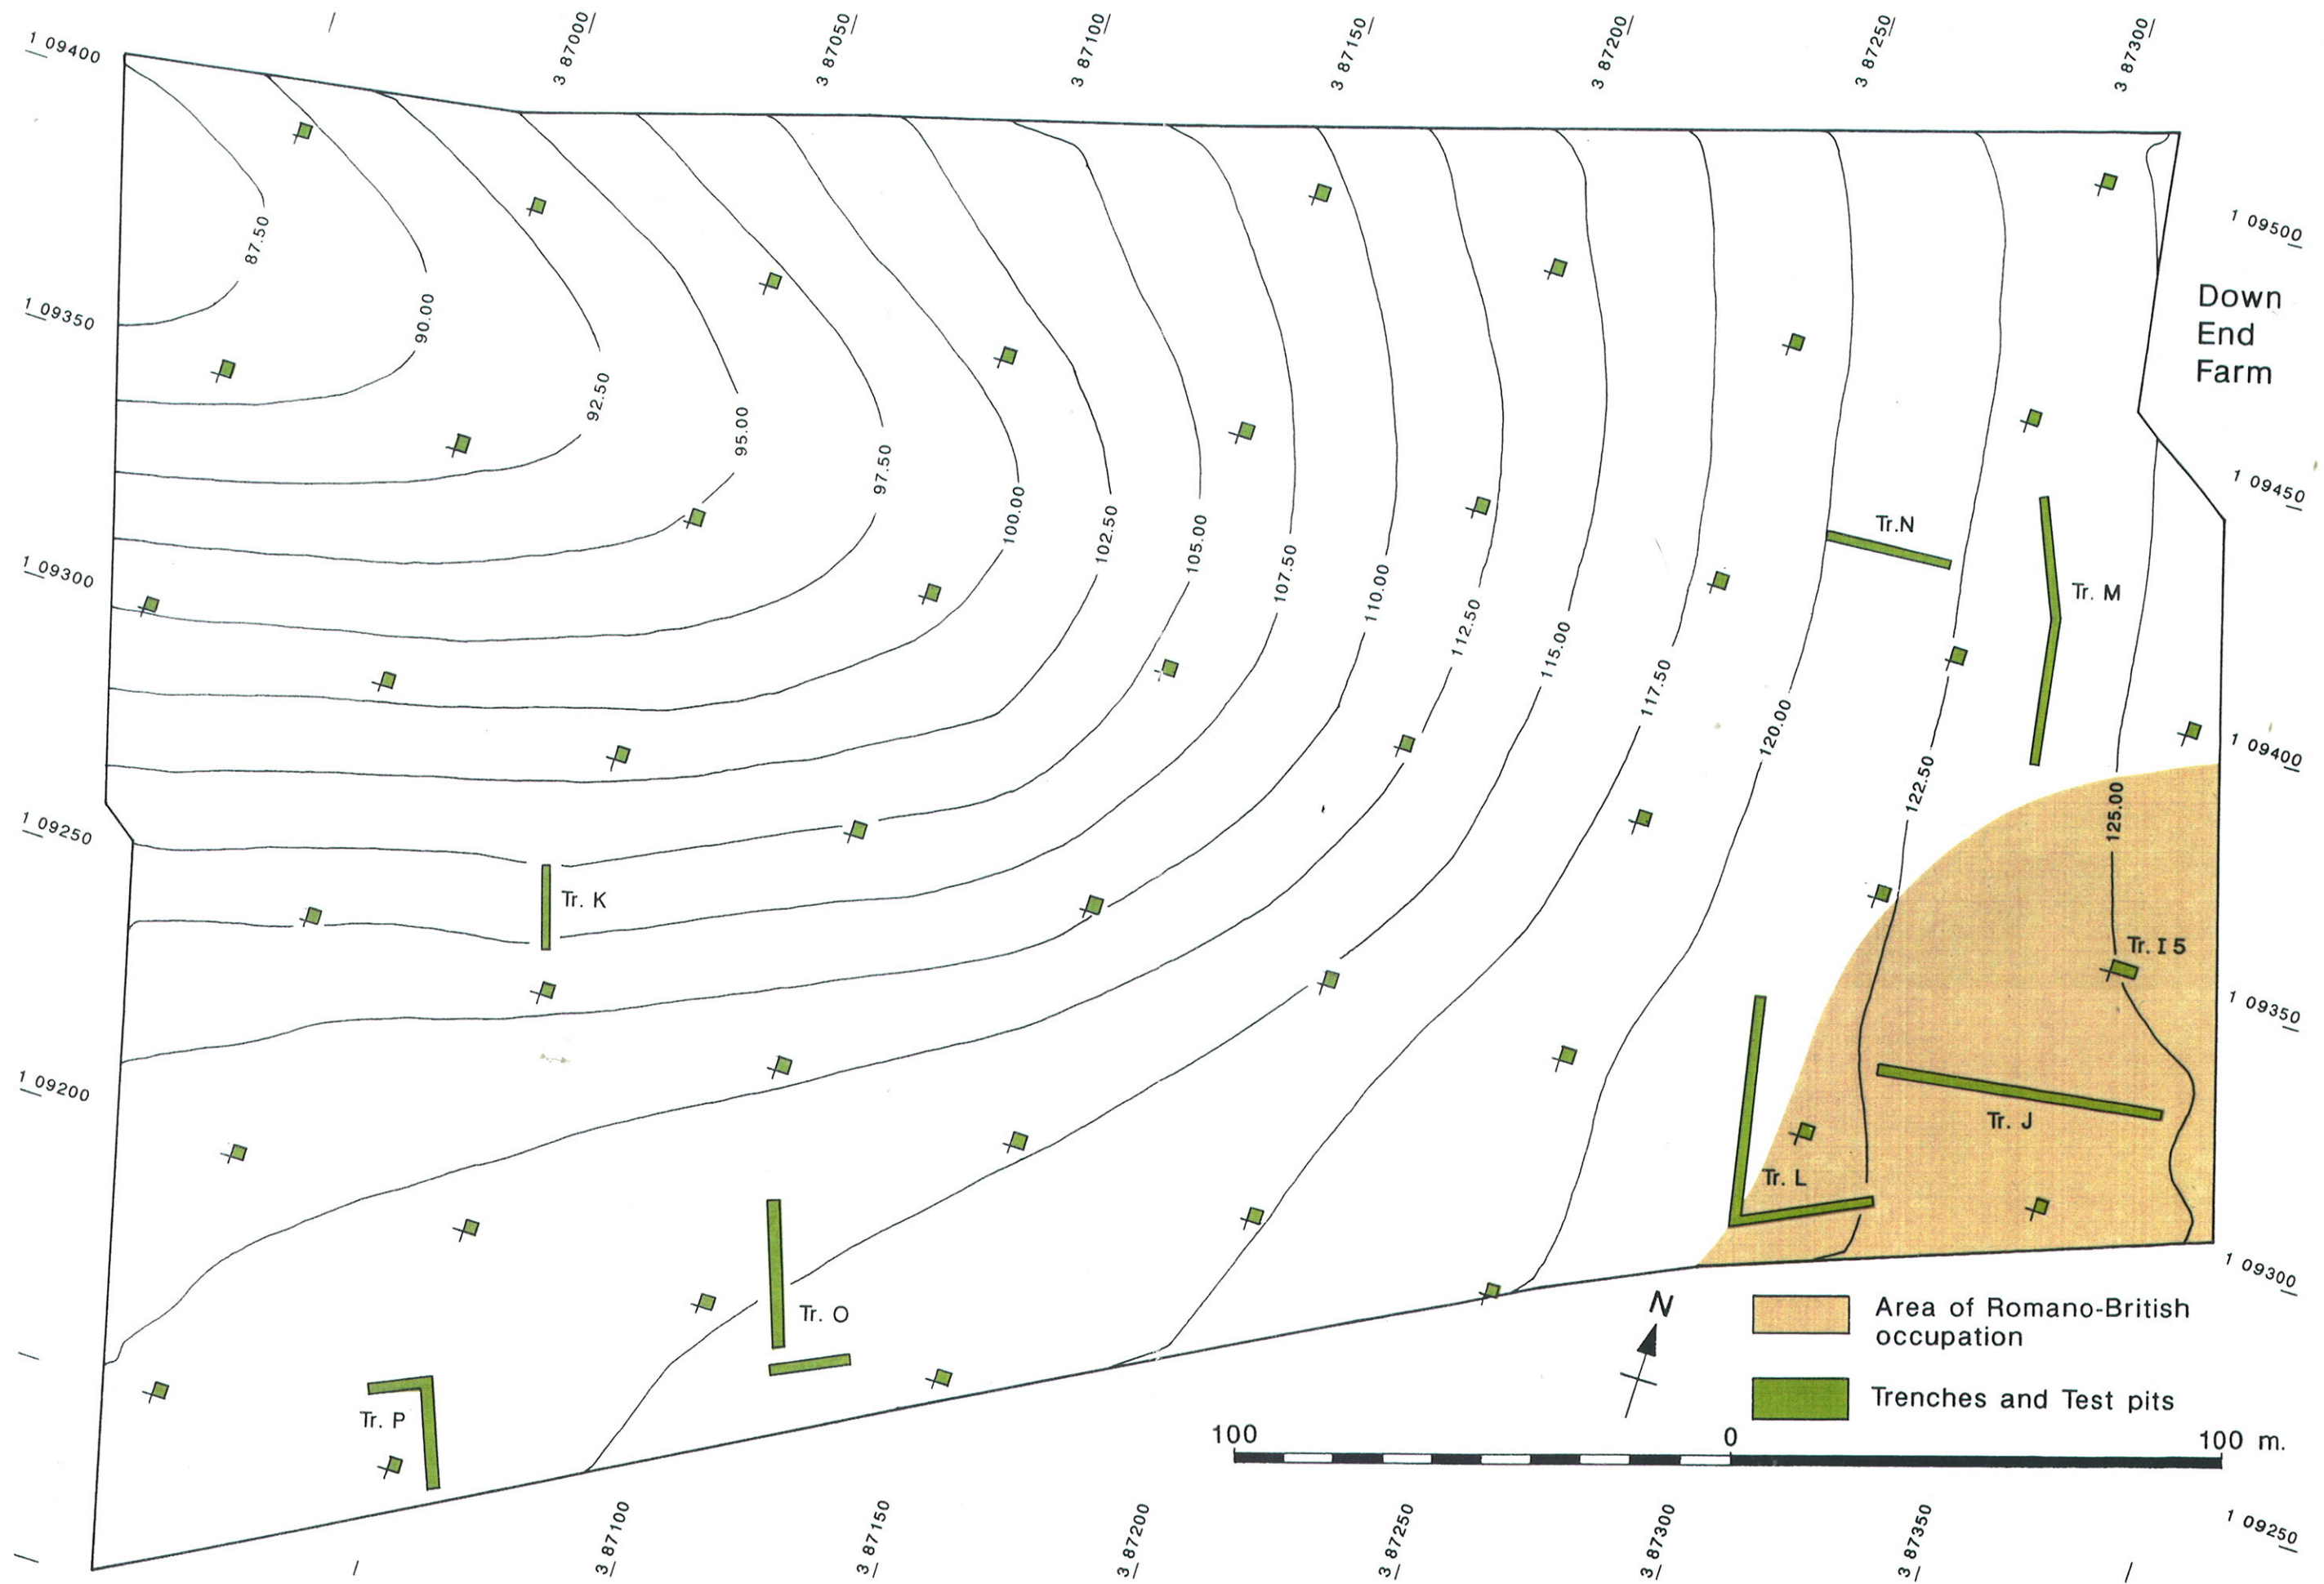 3 87000
3 87050
3 87100
3 87150
3 87200
3 87250
3 87300
1 09400
1 09350
1 09300
1 09250
1 09200
1 09500
Down
End
Farm
1 09450
1 09400
1 09350
1 09300
1 09250
87.50
90.00
92.50
95.00
97.50
100.00
102.50
105.00
107.50
110.00
112.50
115.00
117.50
120.00
122.50
125.00
Tr.N
Tr. M
Tr. K
Tr. I 5
Tr. J
Tr. L
Tr. O
Tr. P
N
Area of Romano-British
occupation
Trenches and Test pits
100 0 100 m.
3 87100
3 87150
3 87200
3 87250
3 87300
3 87350